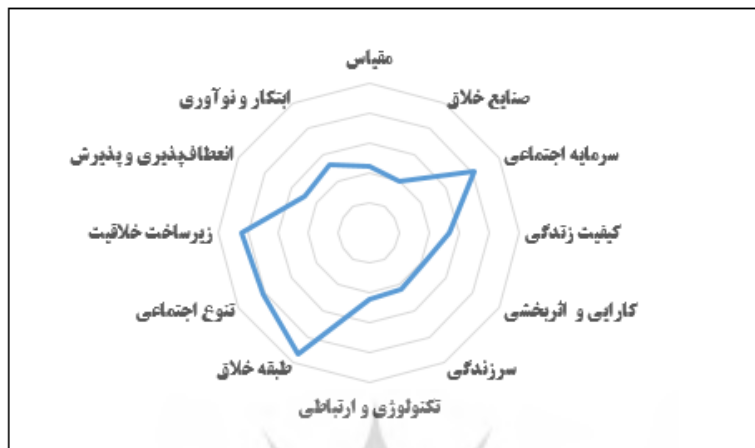 مقیاس
صنایع خلاق
سرمایه اجتماعی
کیفیت زندگی
کارایی و اثربخشی
سرزندگی
تکنولوژی و ارتباطی
طبقه خلاق
تنوع اجتماعی
زیرساخت خلاقیت
انعطاف‌پذیری و پذیرش
ابتکار و نوآوری